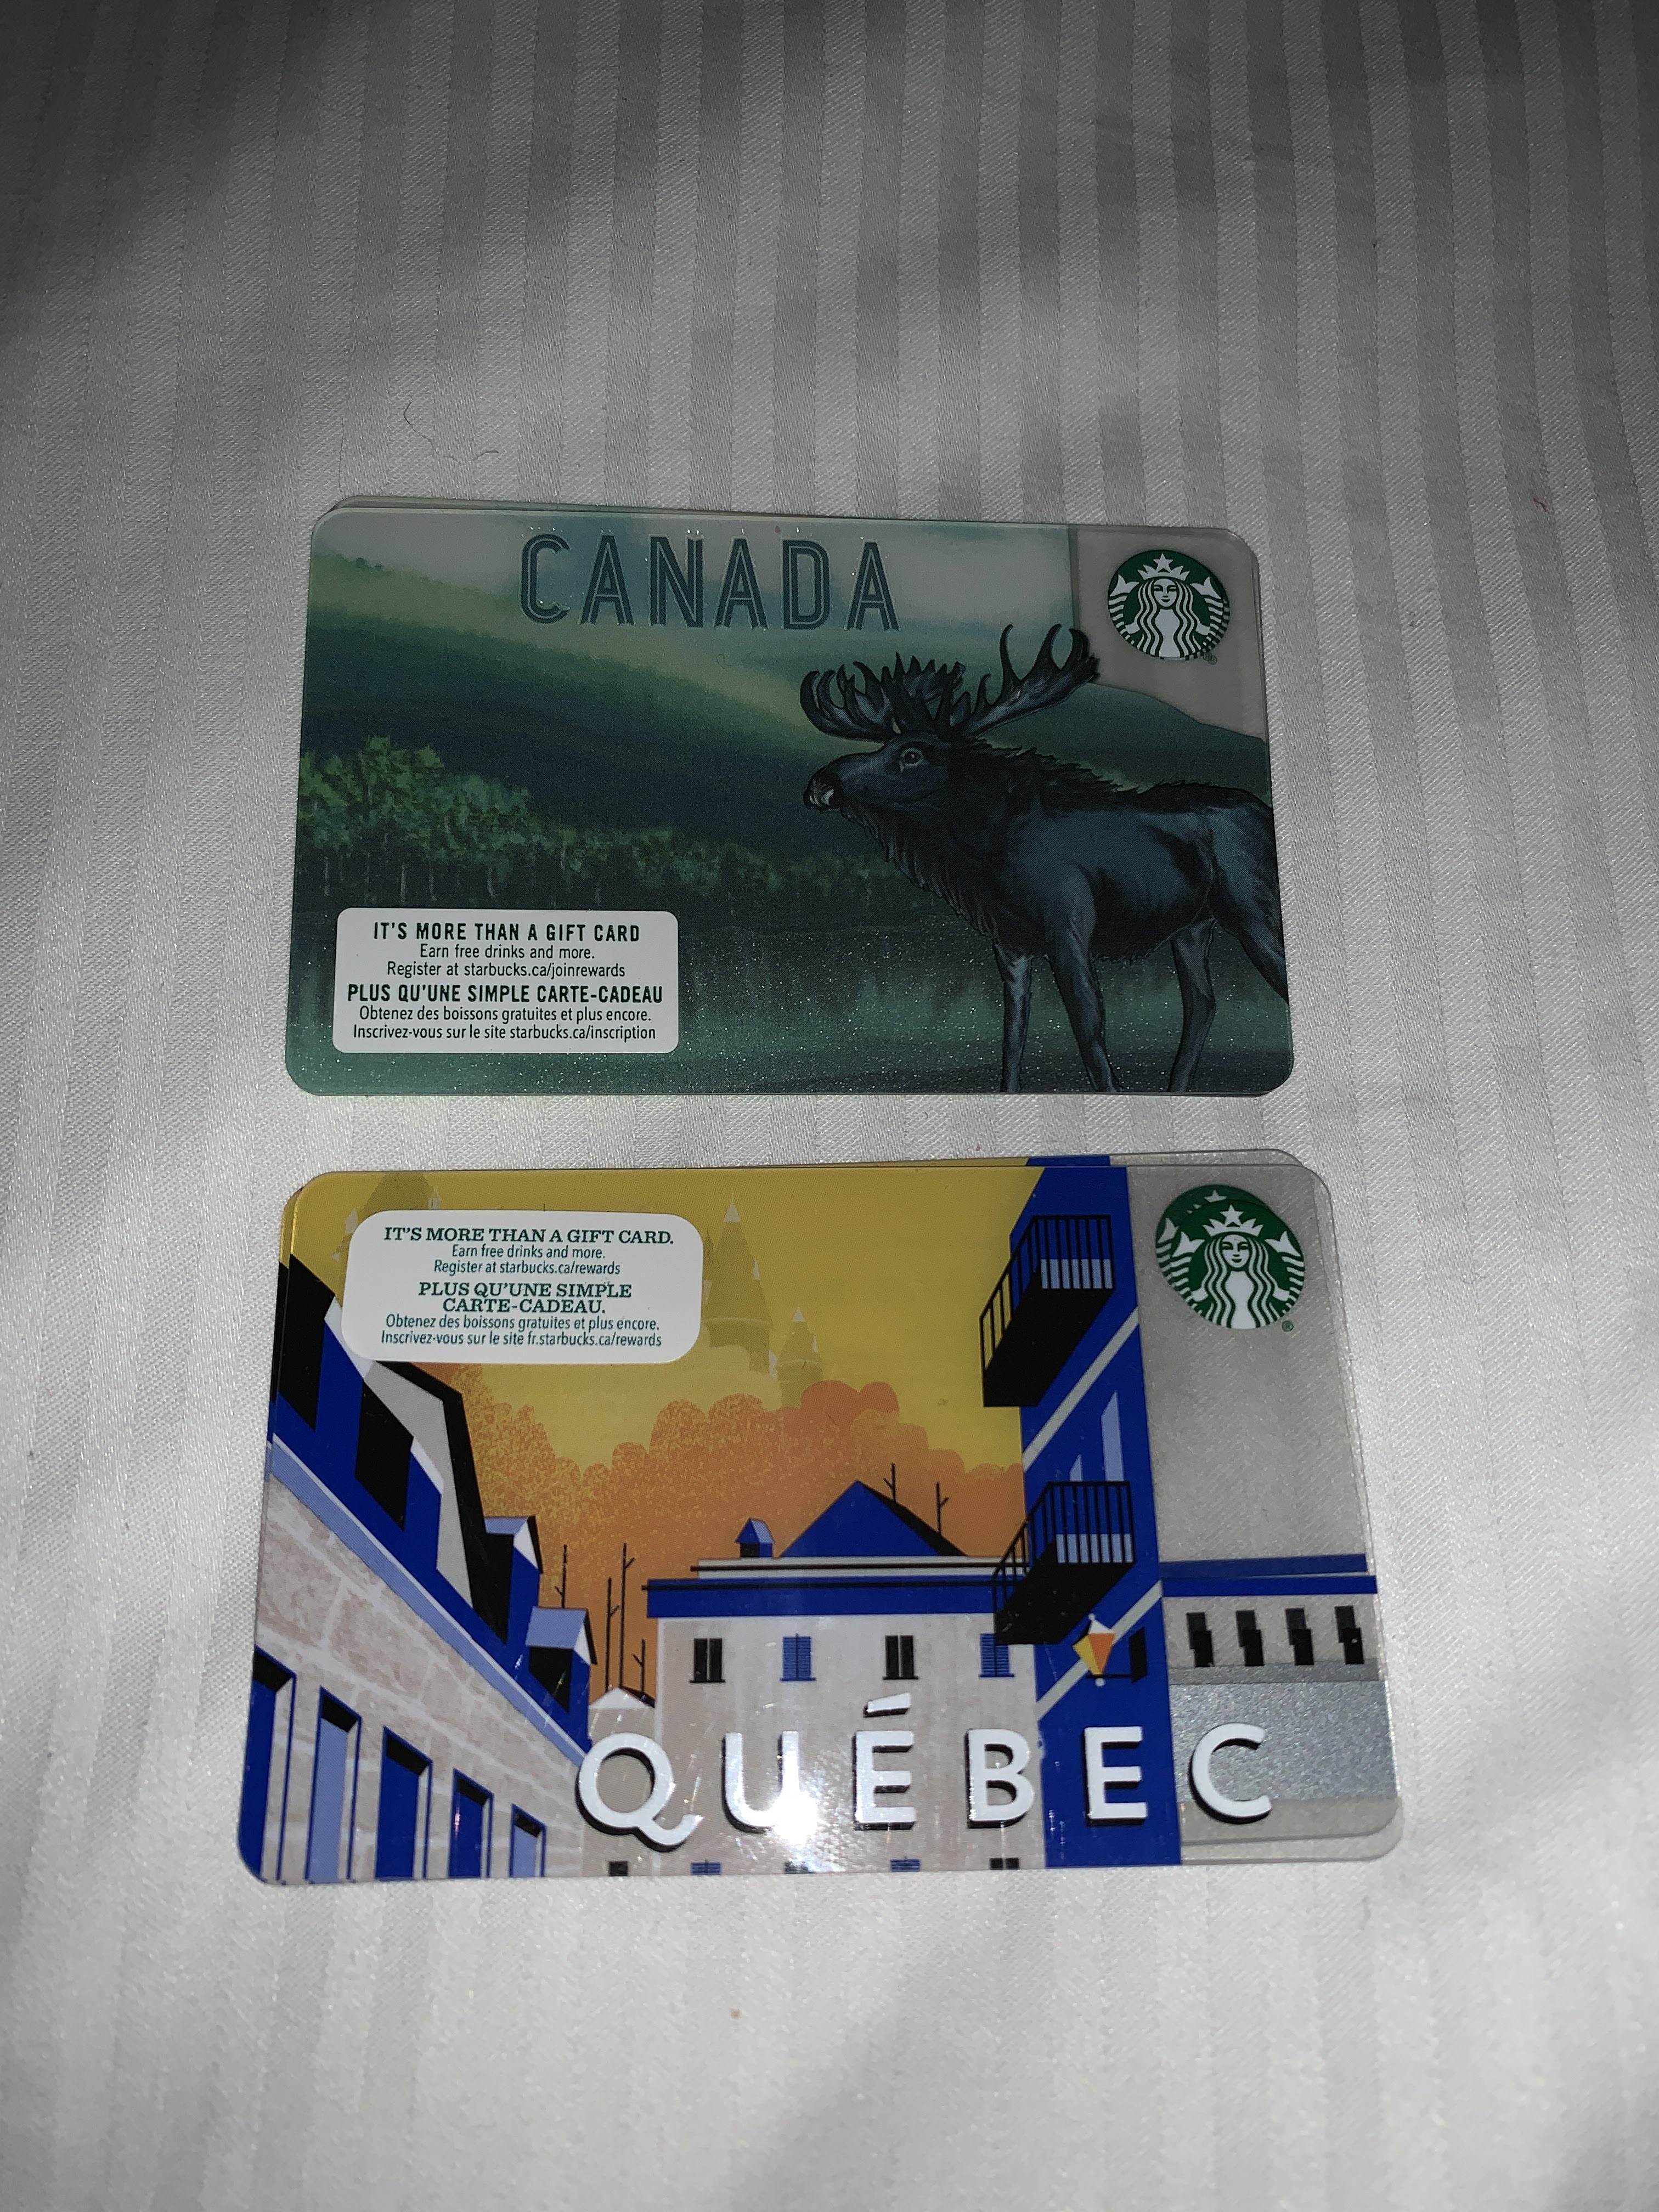 CANADA
IT'S MORE THAN A GIFT CARD
Earn free drinks and more.
Register at starbucks.ca/joinrewards
PLUS QU'UNE SIMPLE CARTE-CADEAU
Obtenez des boissons gratuites et plus encore.
Inscrivez-vous sur le site starbucks.ca/inscription
®
IT'S MORE THAN A GIFT CARD.
Earn free drinks and more.
Register at starbucks.ca/rewards
PLUS QU'UNE SIMPLE
CARTE-CADEAU.
Obtenez des boissons gratuites et plus encore.
Inscrivez-vous sur le site fr.starbucks.ca/rewards
®
QUÉBEC